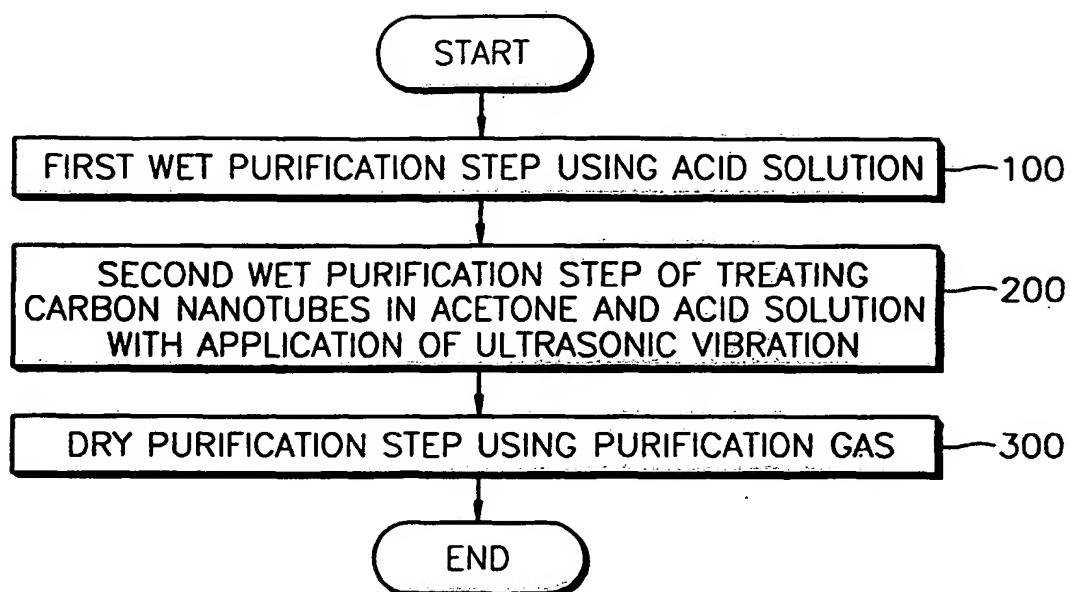 START
FIRST WET PURIFICATION STEP USING ACID SOLUTION
100
SECOND WET PURIFICATION STEP OF TREATING
CARBON NANOTUBES IN ACETONE AND ACID SOLUTION
WITH APPLICATION OF ULTRASONIC VIBRATION
200
DRY PURIFICATION STEP USING PURIFICATION GAS
300
END